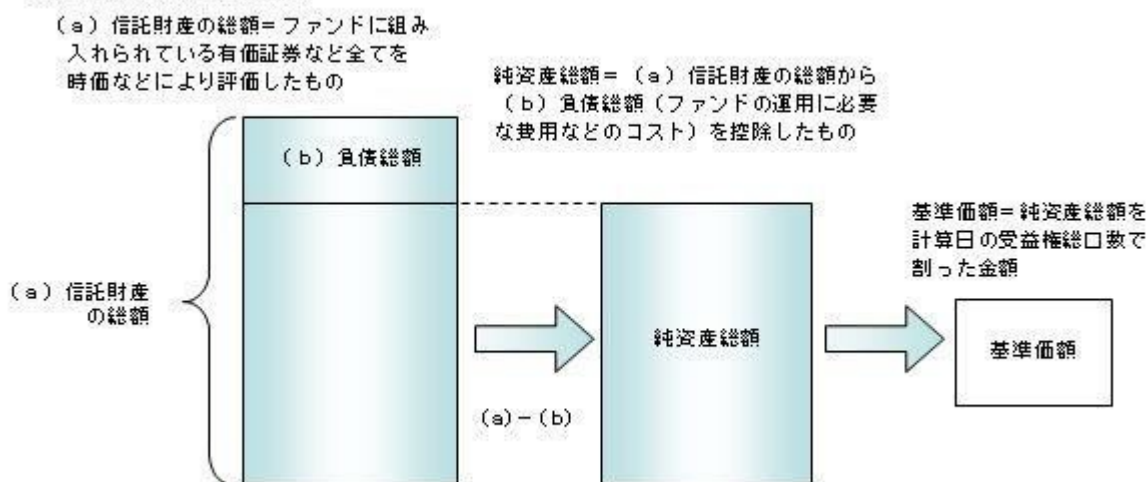 (a)信託財産の総額=ファンドに組み
入れられている有価証券など全てを
時価などにより評価したもの
純資産総額=(a)信託財産の総額から
(b)負債総額(ファンドの運用に必要
な費用などのコスト)を控除したもの
(b)負債総額
基準価額=純資産総額を
計算日の受益権総口数で
割った金額
(a)信託財産
の総額
純資産総額
基準価額
(a)-(b)